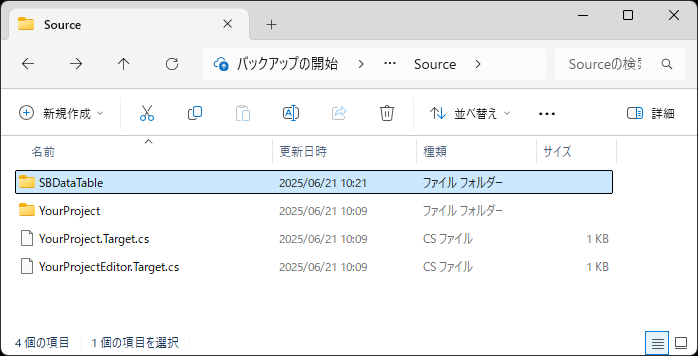 Source
バックアップの開始 Source Sourceの検索
新規作成 並べ替え 詳細
名前 更新日時 種類 サイズ
SBDataTable 2025/06/21 10:21 ファイル フォルダー
YourProject 2025/06/21 10:09 ファイル フォルダー
YourProject.Target.cs 2025/06/21 10:09 CS ファイル 1 KB
YourProjectEditor.Target.cs 2025/06/21 10:09 CS ファイル 1 KB
4 個の項目 1 個の項目を選択